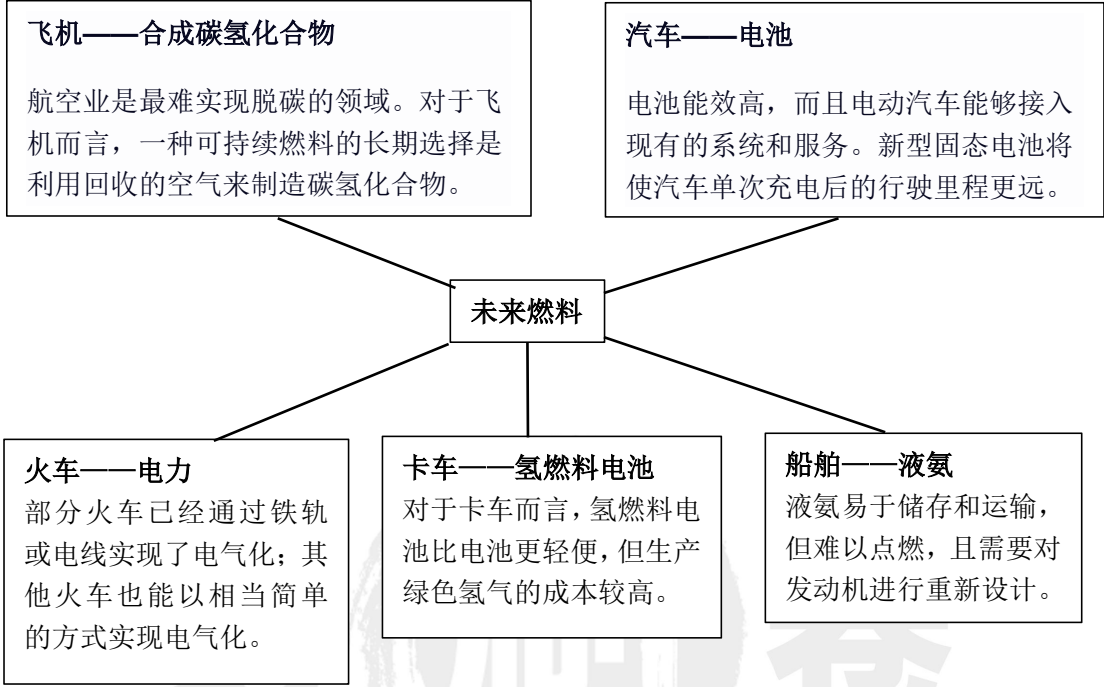 飞机——合成碳氢化合物
航空业是最难实现脱碳的领域。对于飞
机而言，一种可持续燃料的长期选择是
利用回收的空气来制造碳氢化合物。
汽车——电池
电池能效高，而且电动汽车能够接入
现有的系统和服务。新型固态电池将
使汽车单次充电后的行驶里程更远。
未来燃料
火车——电力
部分火车已经通过铁轨
或电线实现了电气化；其
他火车也能以相当简单
的方式实现电气化。
卡车——氢燃料电池
对于卡车而言，氢燃料电
池比电池更轻便，但生产
绿色氢气的成本较高。
船舶——液氨
液氨易于储存和运输，
但难以点燃，且需要对
发动机进行重新设计。